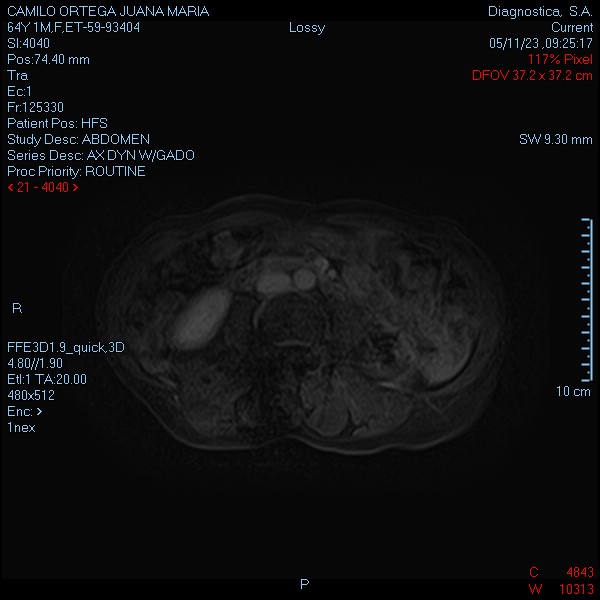 CAMILO ORTEGA JUANA MARIA
64Y 1M,F,ET-59-93404
SI:4040
Pos:74.40 mm
Tra
Ec:1
Fr:125330
Patient Pos: HFS
Study Desc: ABDOMEN
Series Desc: AX DYN W/GADO
Proc Priority: ROUTINE
< 21 - 4040 >
Lossy
Diagnostica, S.A.
Current
05/11/23 ,09:25:17
117% Pixel
DFOV 37.2 x 37.2 cm
SW 9.30 mm
R
FFE3D1.9_quick,3D
4.80//1.90
Etl:1 TA:20.00
480x512
Enc: >
1nex
10 cm
P
C 4843
W 10313